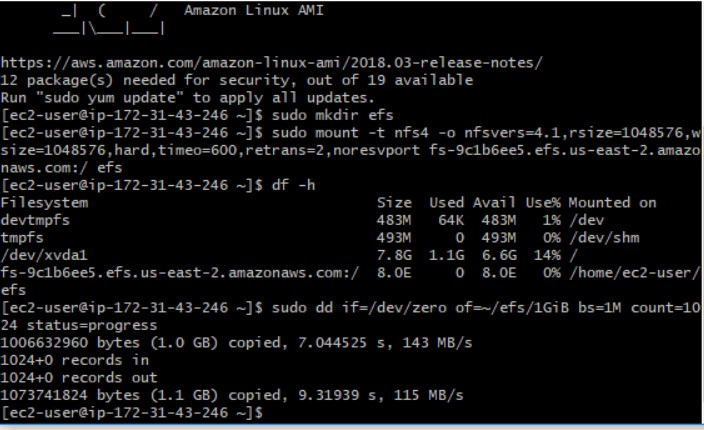 _|  (     /   Amazon Linux AMI
___|\___|___|
https://aws.amazon.com/amazon-linux-ami/2018.03-release-notes/
12 package(s) needed for security, out of 19 available
Run "sudo yum update" to apply all updates.
[ec2-user@ip-172-31-43-246 ~]$ sudo mkdir efs
[ec2-user@ip-172-31-43-246 ~]$ sudo mount -t nfs4 -o nfsvers=4.1,rsize=1048576,w
size=1048576,hard,timeo=600,retrans=2,noresvport fs-9c1b6ee5.efs.us-east-2.amazo
naws.com:/ efs
[ec2-user@ip-172-31-43-246 ~]$ df -h
Filesystem                                 Size  Used Avail Use% Mounted on
devtmpfs                                   483M   64K  483M   1% /dev
tmpfs                                      493M     0  493M   0% /dev/shm
/dev/xvda1                                 7.8G  1.1G  6.6G  14% /
fs-9c1b6ee5.efs.us-east-2.amazonaws.com:/  8.0E     0  8.0E   0% /home/ec2-user/
efs
[ec2-user@ip-172-31-43-246 ~]$ sudo dd if=/dev/zero of=~/efs/1GiB bs=1M count=10
24 status=progress
1006632960 bytes (1.0 GB) copied, 7.044525 s, 143 MB/s
1024+0 records in
1024+0 records out
1073741824 bytes (1.1 GB) copied, 9.31939 s, 115 MB/s
[ec2-user@ip-172-31-43-246 ~]$